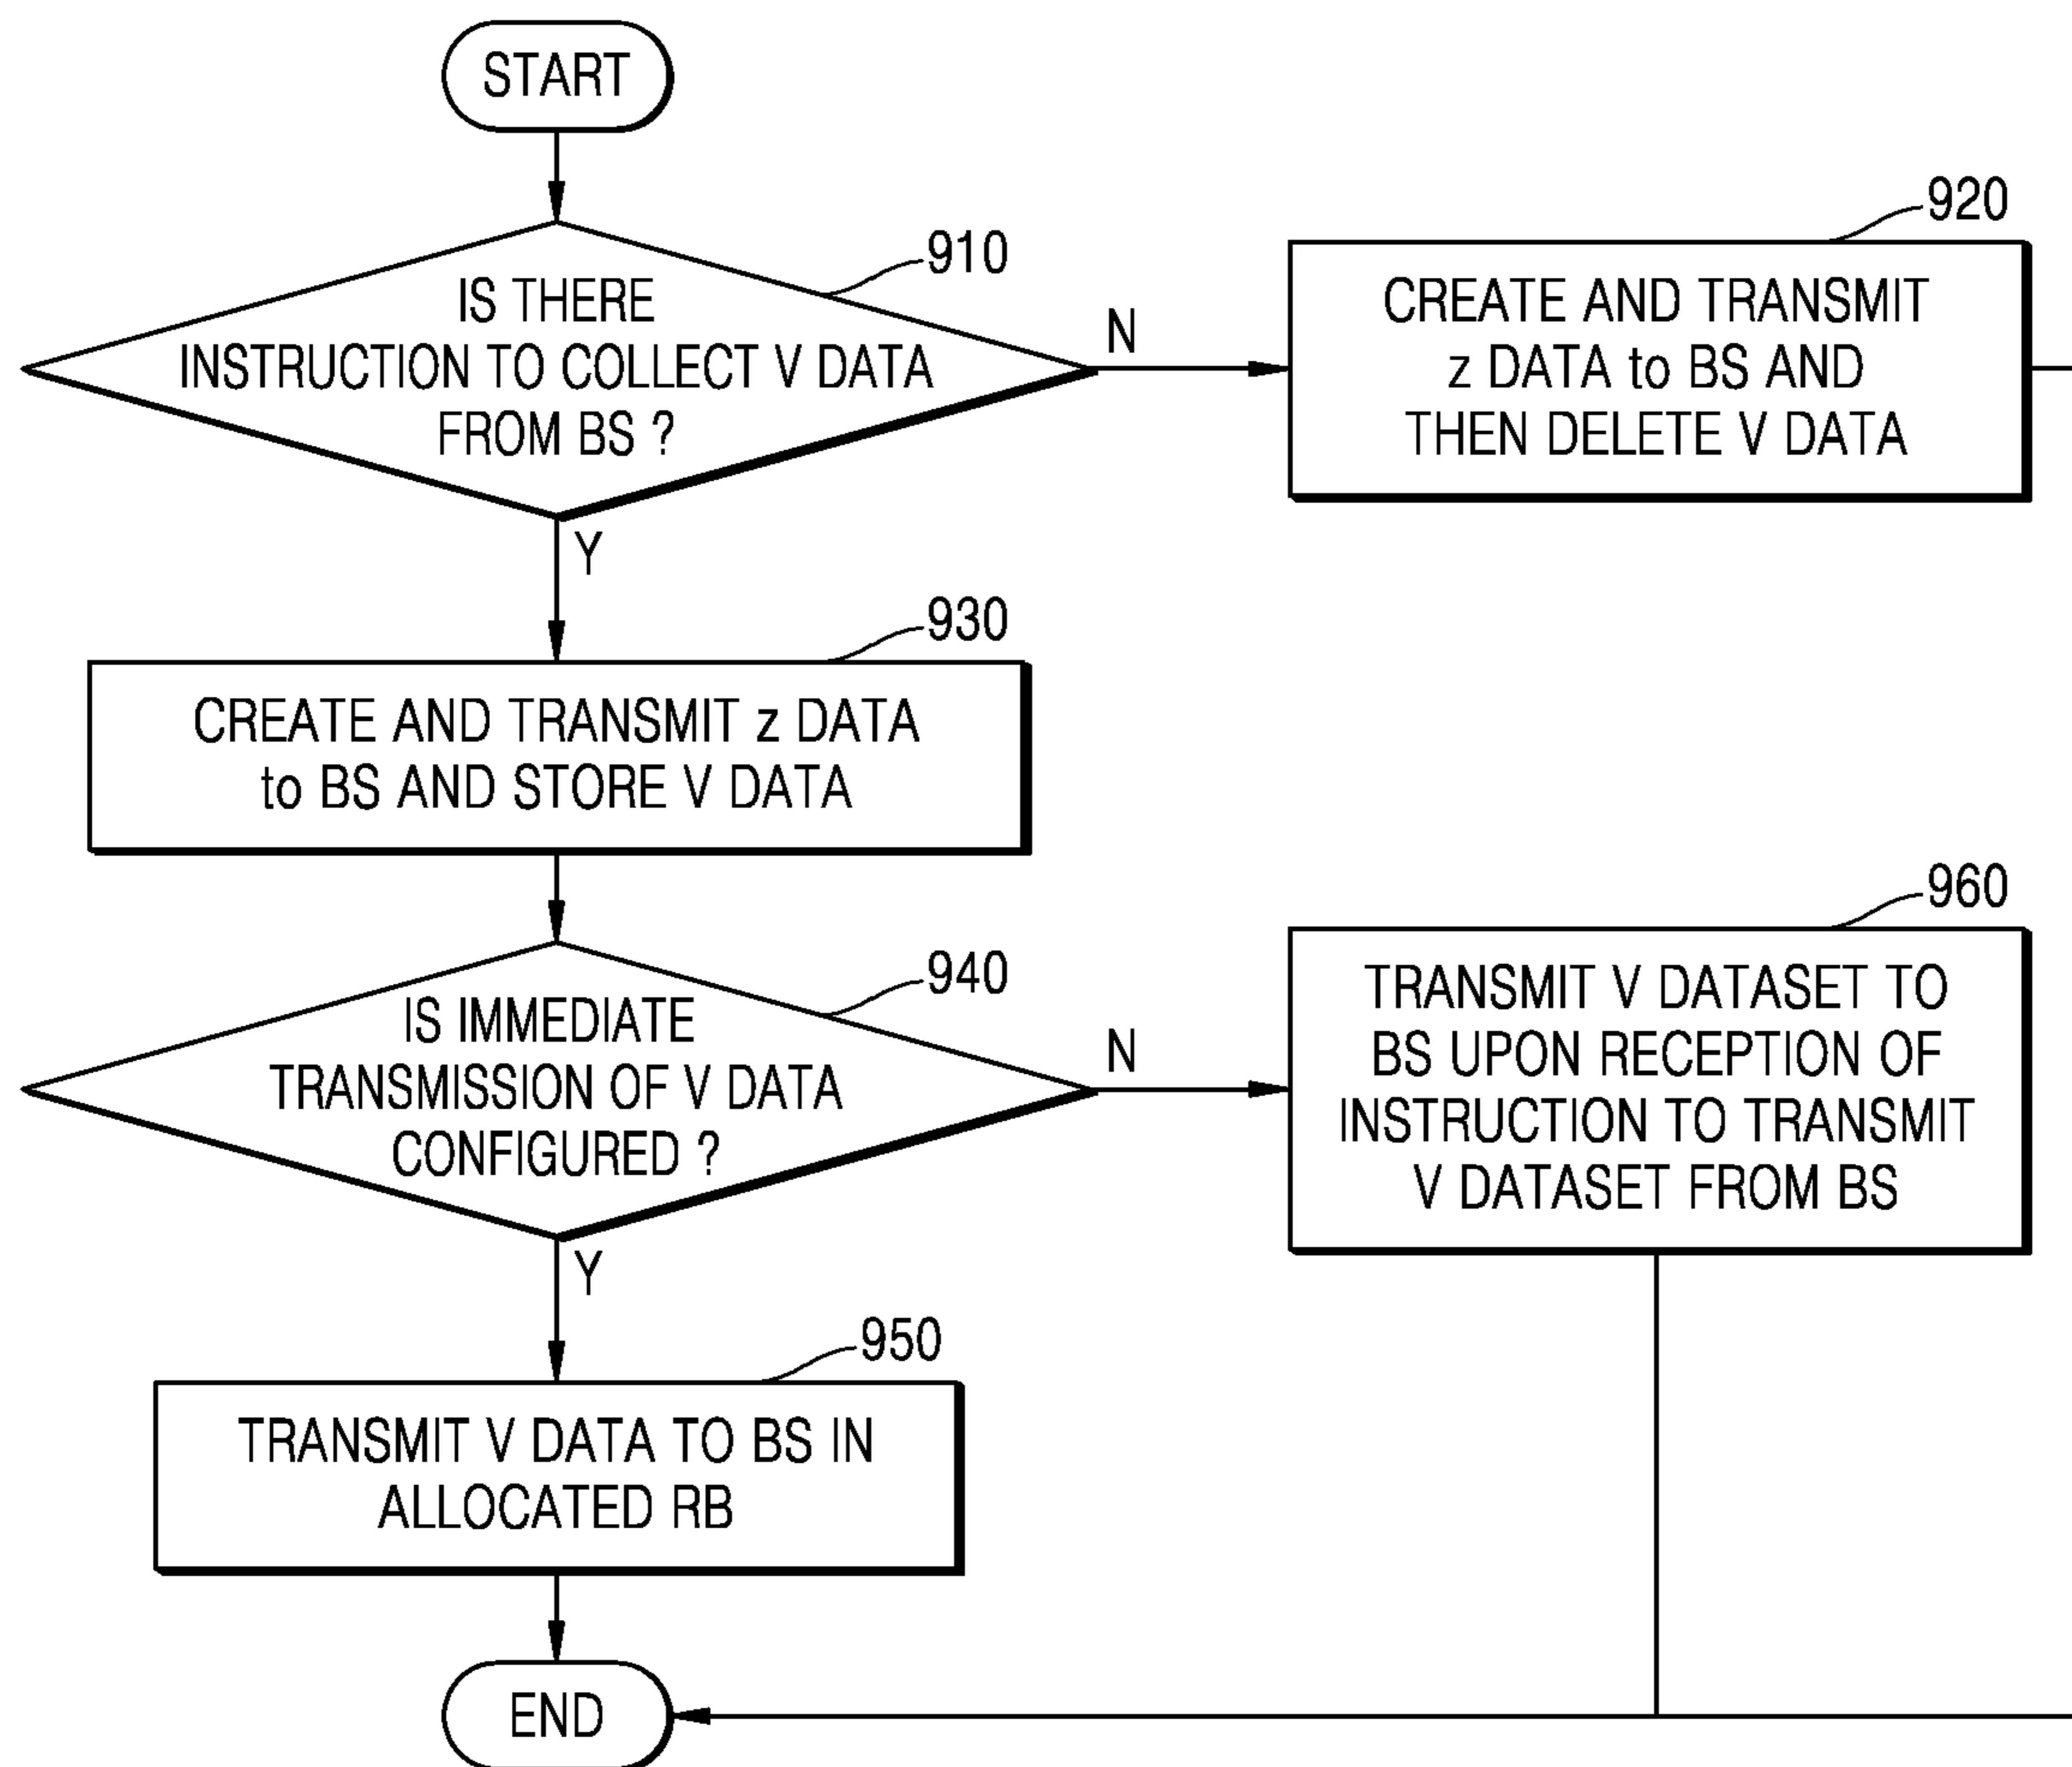 START
910
IS THERE
INSTRUCTION TO COLLECT V DATA
FROM BS ?
N
920
CREATE AND TRANSMIT
z DATA to BS AND
THEN DELETE V DATA
Y
930
CREATE AND TRANSMIT z DATA
to BS AND STORE V DATA
940
IS IMMEDIATE
TRANSMISSION OF V DATA
CONFIGURED ?
N
960
TRANSMIT V DATASET TO
BS UPON RECEPTION OF
INSTRUCTION TO TRANSMIT
V DATASET FROM BS
Y
950
TRANSMIT V DATA TO BS IN
ALLOCATED RB
END